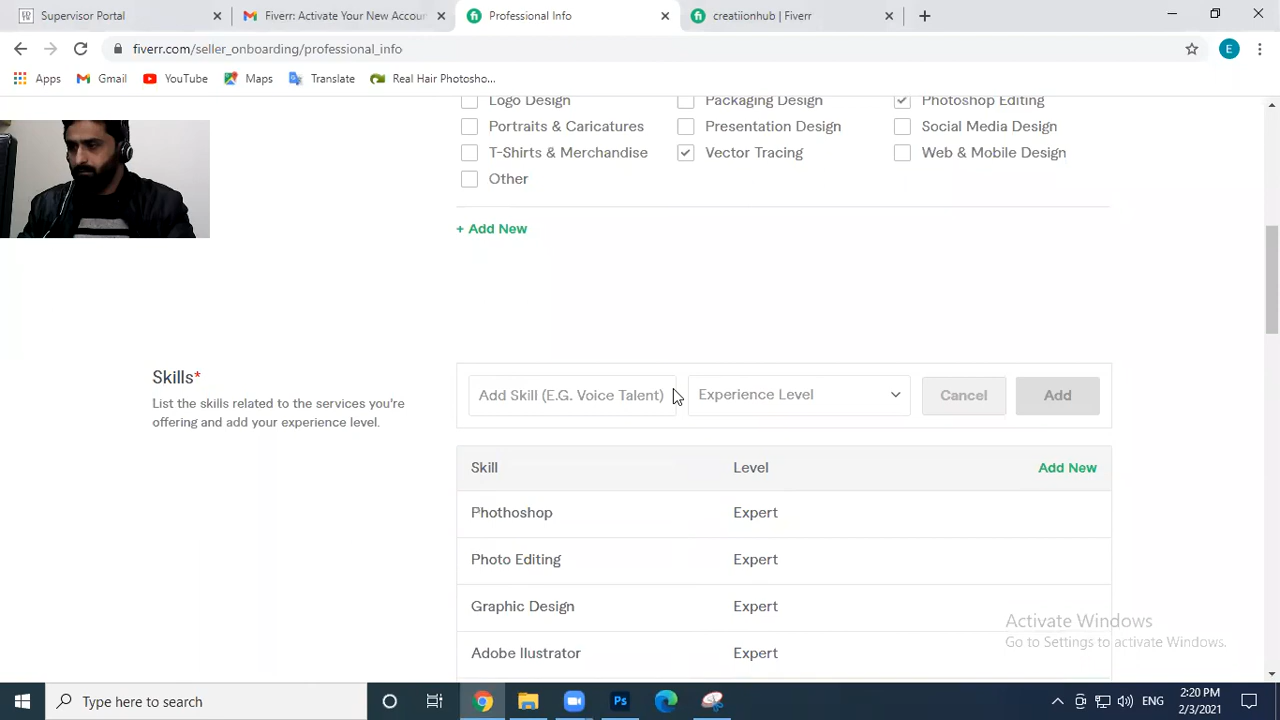 Supervisor Portal
Fiverr: Activate Your New Accour
Professional Info
creatiionhub | Fiverr
fiverr.com/seller_onboarding/professional_info
E
Apps
Gmail
YouTube
Maps
Translate
Real Hair Photosho...
Logo Design
Packaging Design
Photoshop Editing
Portraits & Caricatures
Presentation Design
Social Media Design
T-Shirts & Merchandise
Vector Tracing
Web & Mobile Design
Other
+ Add New
Skills*
List the skills related to the services you're
offering and add your experience level.
Add Skill (E.G. Voice Talent)
Experience Level
Cancel
Add
Skill
Level
Add New
Phothoshop
Expert
Photo Editing
Expert
Graphic Design
Expert
Adobe Ilustrator
Expert
Activate Windows
Go to Settings to activate Windows.
Type here to search
Ps
ENG
2:20 PM
2/3/2021